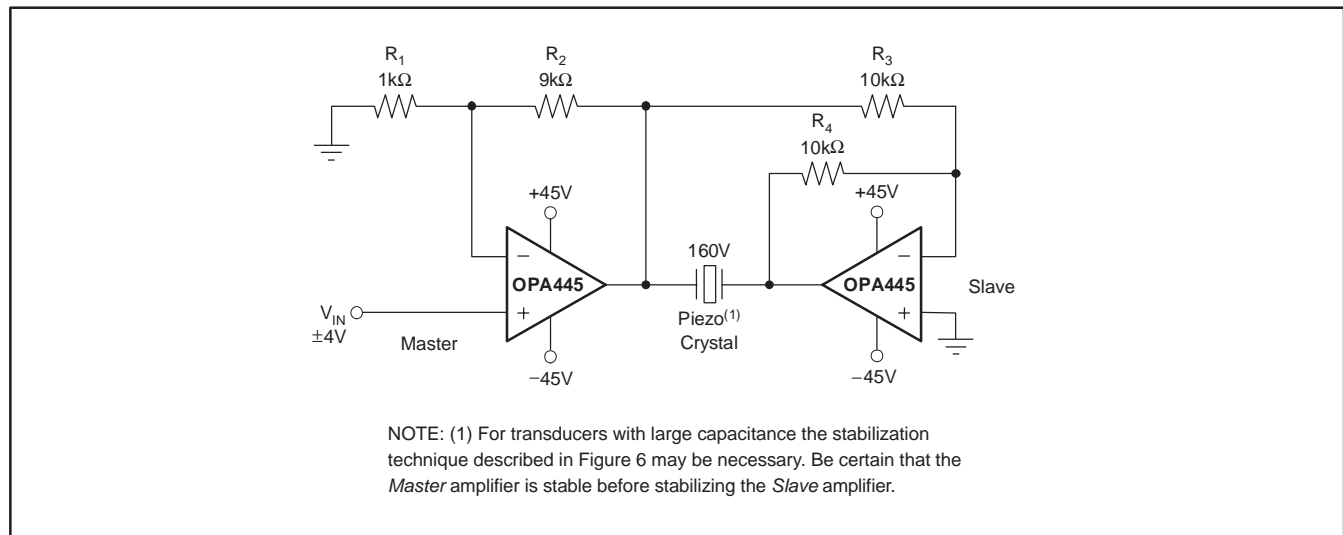 R1
1kΩ
R2
9kΩ
R3
10kΩ
R4
10kΩ
+45V
+45V
160V
−
OPA445
+
−
OPA445
+
Slave
VIN
±4V
Master
Piezo(1)
Crystal
−45V
−45V
NOTE: (1) For transducers with large capacitance the stabilization
technique described in Figure 6 may be necessary. Be certain that the
Master amplifier is stable before stabilizing the Slave amplifier.